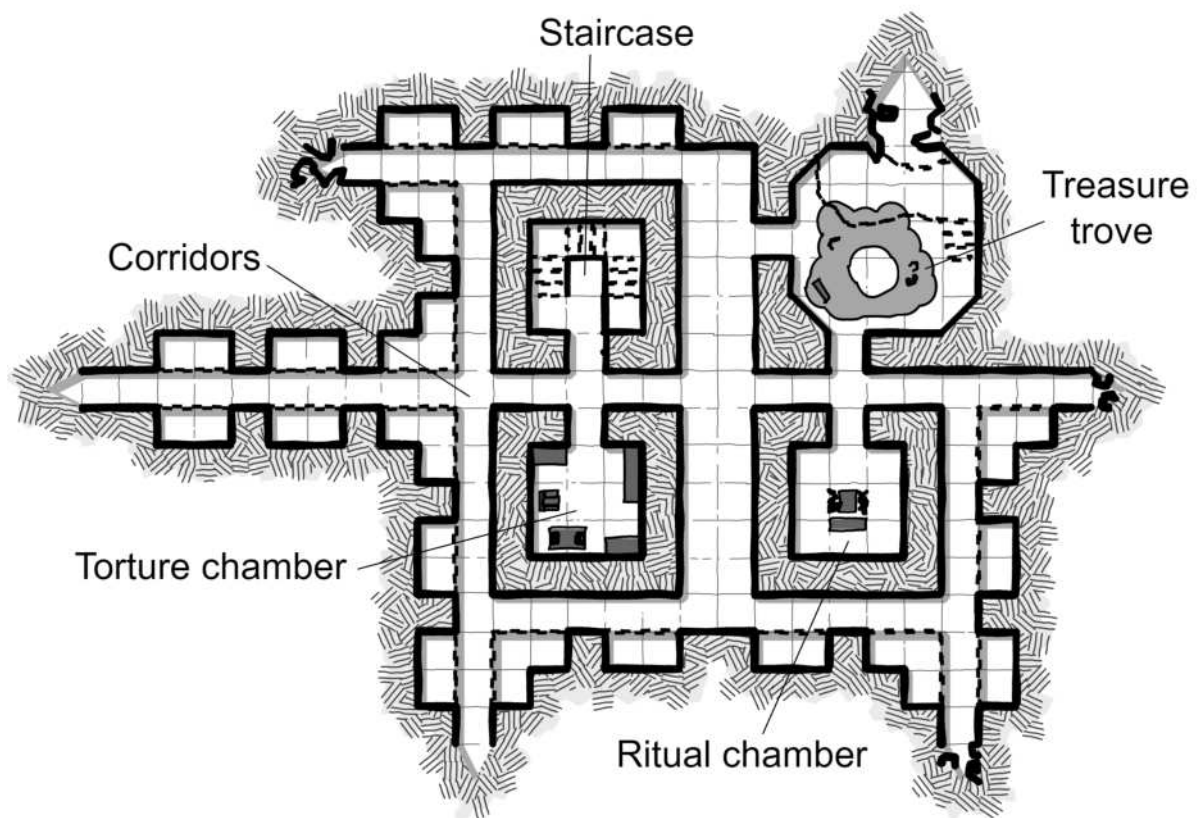 Staircase
Treasure
trove
Corridors
Torture chamber
Ritual chamber